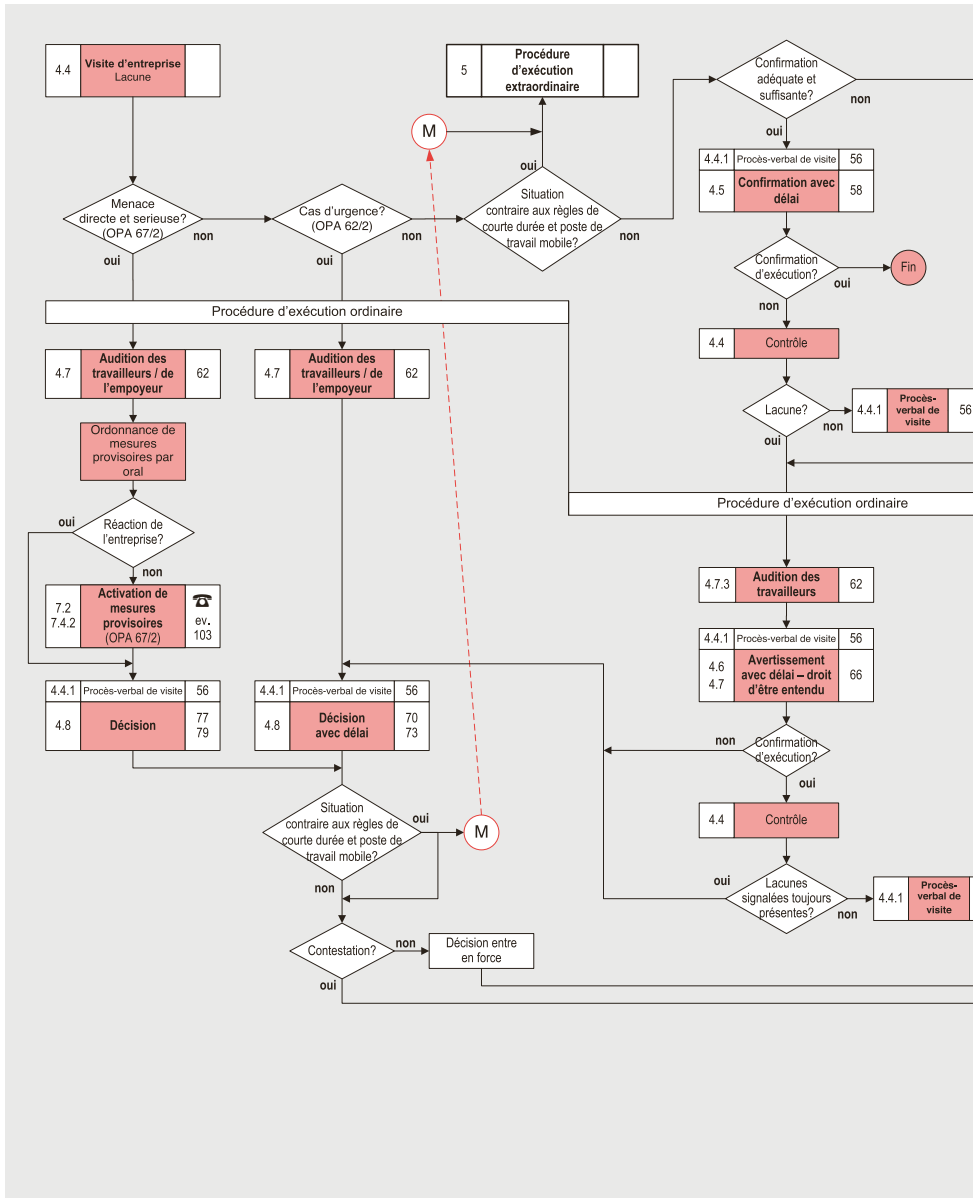 4.4
Visite d'entreprise
Lacune
5
Procédure
d'exécution
extraordinaire
Confirmation
adéquate et
suffisante?
non
oui
M
oui
4.4.1
Procès-verbal de visite
56
4.5
Confirmation avec
délai
58
Menace
directe et serieuse?
(OPA 67/2)
non
oui
Cas d'urgence?
(OPA 62/2)
non
oui
Situation
contraire aux règles de
courte durée et poste de
travail mobile?
non
Confirmation
d'exécution?
oui
Fin
non
Procédure d'exécution ordinaire
4.7
Audition des
travailleurs / de
l'empoyeur
62
4.7
Audition des
travailleurs / de
l'empoyeur
62
4.4
Contrôle
Lacune?
non
oui
4.4.1
Procès-
verbal de
visite
56
Ordonnance de
mesures
provisoires par
oral
Procédure d'exécution ordinaire
oui
Réaction de
l'entreprise?
non
7.2
7.4.2
Activation de
mesures
provisoires
(OPA 67/2)
ev.
103
4.7.3
Audition des
travailleurs
62
4.4.1
Procès-verbal de visite
56
4.6
4.7
Avertissement
avec délai – droit
d'être entendu
66
4.4.1
Procès-verbal de visite
56
4.8
Décision
77
79
4.4.1
Procès-verbal de visite
56
4.8
Décision
avec délai
70
73
non
Confirmation
d'exécution?
oui
Situation
contraire aux règles de
courte durée et poste de
travail mobile?
oui
M
non
4.4
Contrôle
oui
Lacunes
signalées toujours
présentes?
non
4.4.1
Procès-
verbal de
visite
Contestation?
non
oui
Décision entre
en force